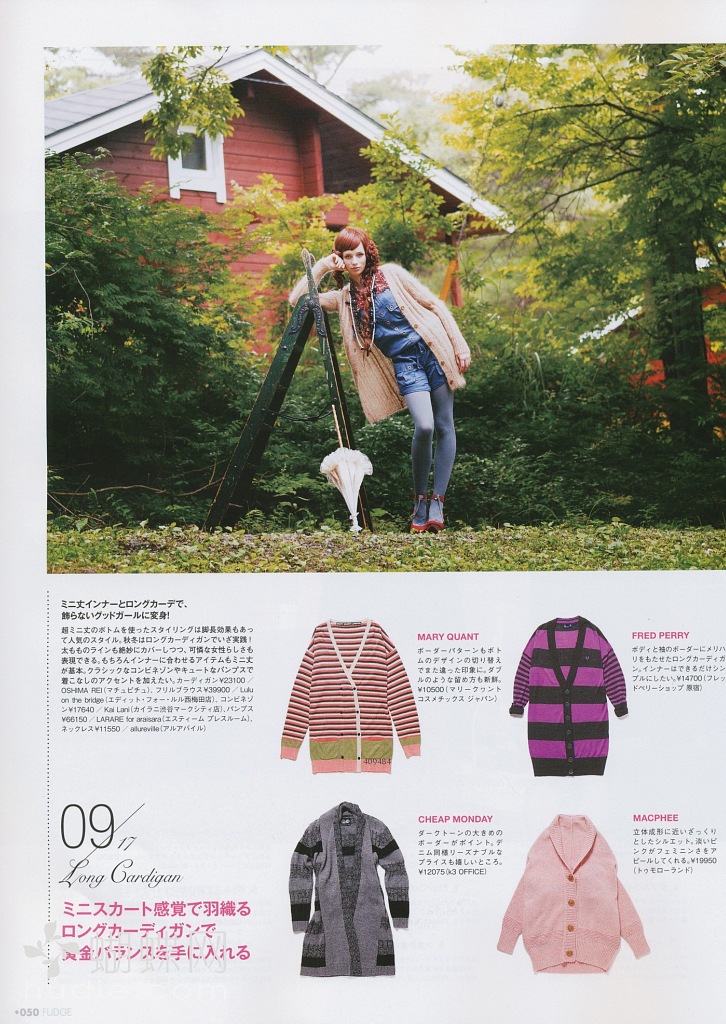 ミニ丈インナーとロングカーデで、
飾らないグッドガールに変身!
超ミニ丈のボトムを使ったスタイリングは脚長効果もあっ
て人気のスタイル。秋冬はロングカーディガンでいざ実践!
太もものラインも絶妙にカバーしつつ、可憐な女性らしさも
表現できる。もちろんインナーに合わせるアイテムもミニ丈
が基本。クラシックなコンビネゾンやキュートなパンプスで
着こなしのアクセントを加えたい。カーディガン¥23100/
OSHIMA REI(マチュピチュ)、フリルブラウス¥39900/Lulu
on the bridge(エディット・フォー・ルル西梅田店)、コンビネゾ
ン¥17640/Kai Lani(カイラニ渋谷マークシティ店)、パンプス
¥66150/LARARE for araisara(エスティーム プレスルーム)、
ネックレス¥11550/allureville(アルアバイル)
MARY QUANT
ボーダーパターンもボ
トムのデザインの切り替え
でまた違った印象に。ダブ
ルのような留め方も新鮮。
¥10500(マリークヮント
コスメチックス ジャパン)
409484
FRED PERRY
ボディと袖のボーダーにメリハ
リをもたせたロングカーディガ
ン。インナーはできるだけシン
プルにしたい。¥14700(フレッ
ドペリーショップ 原宿)
09/17
Long Cardigan
ミニスカート感覚で羽織る
ロングカーディガンで
黄金バランスを手に入れる
CHEAP MONDAY
ダークトーンの大きめの
ボーダーがポイント。デ
ニム同様リーズナブルな
プライスも嬉しいところ。
¥12075(k3 OFFICE)
MACPHEE
立体成形に近いざっくり
としたシルエット。淡いピ
ンクがフェミニンさをア
ピールしてくれる。¥19950
(トゥモローランド)
蝴蝶网
•050 FUDGE